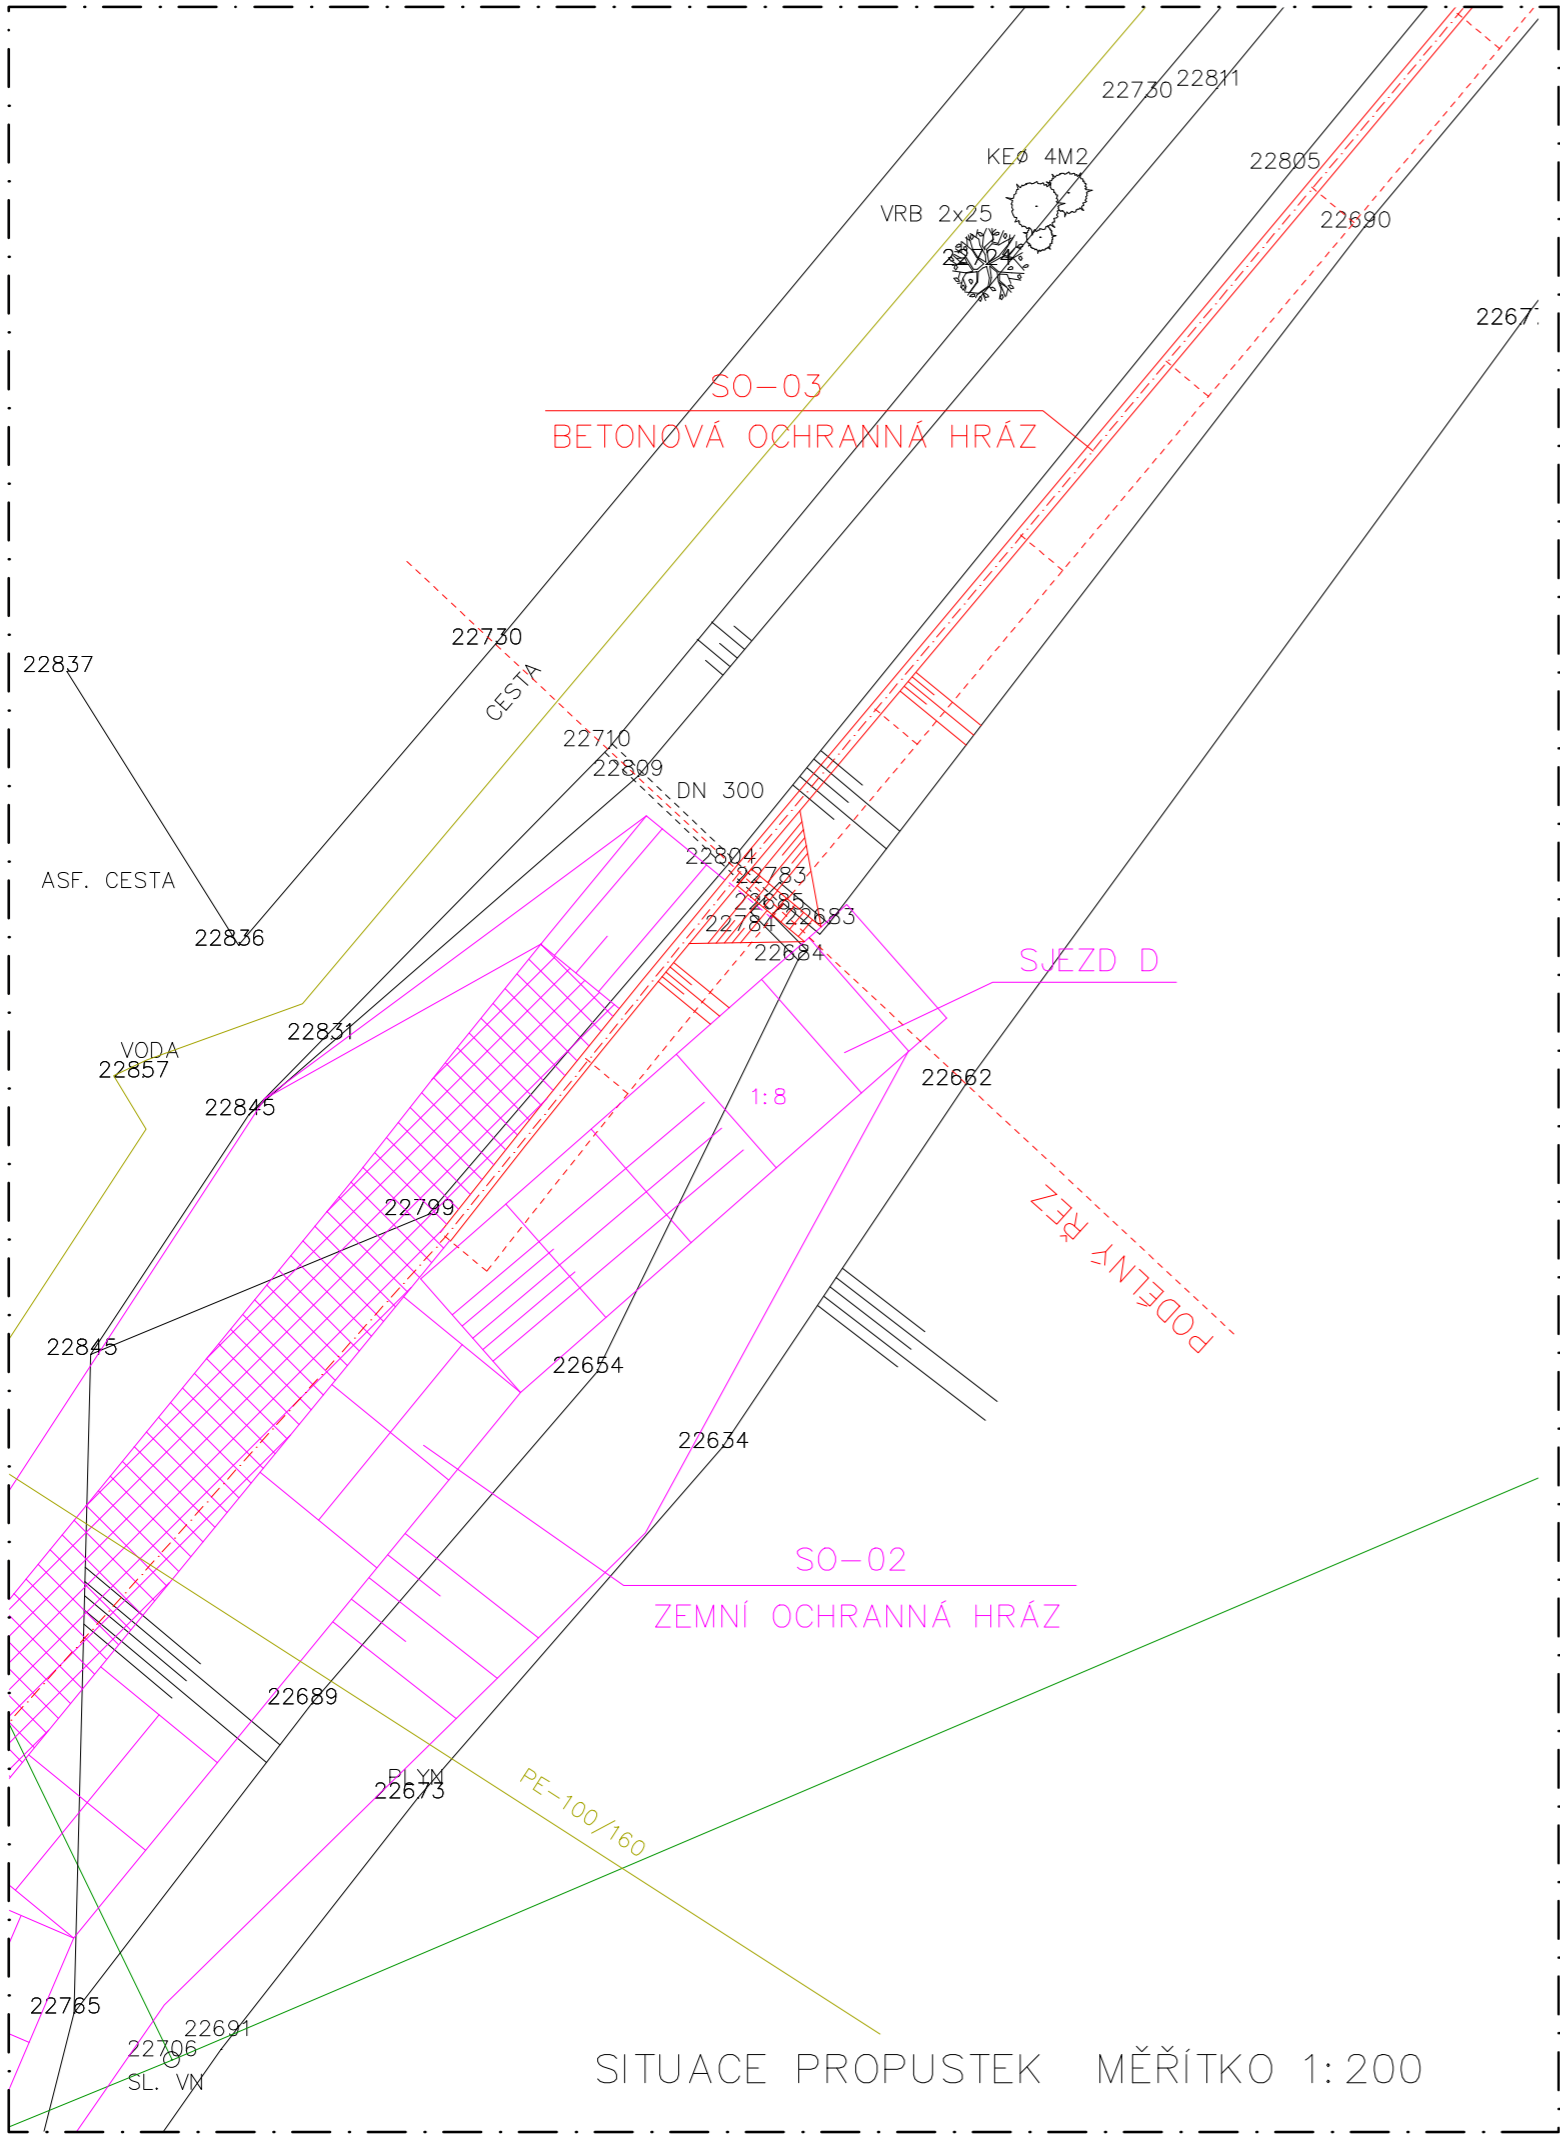 22730
22811
KEø 4M2
22805
VRB 2x25
22690
22724
SO-03
BETONOVÁ OCHRANNÁ HRÁZ
22730
22837
CESTA
22710
22809
DN 300
22804
22783
ASF. CESTA
22685
22683
22784
22836
22684
SJEZD D
22831
VODA
22857
22662
1:8
22845
22799
PODÉLNÝ ŘEZ
22845
22654
22634
SO-02
ZEMNÍ OCHRANNÁ HRÁZ
22689
PLYN
22673
PE-100/160
22765
22691
22706
SL. VN
SITUACE PROPUSTEK MĚŘÍTKO 1:200